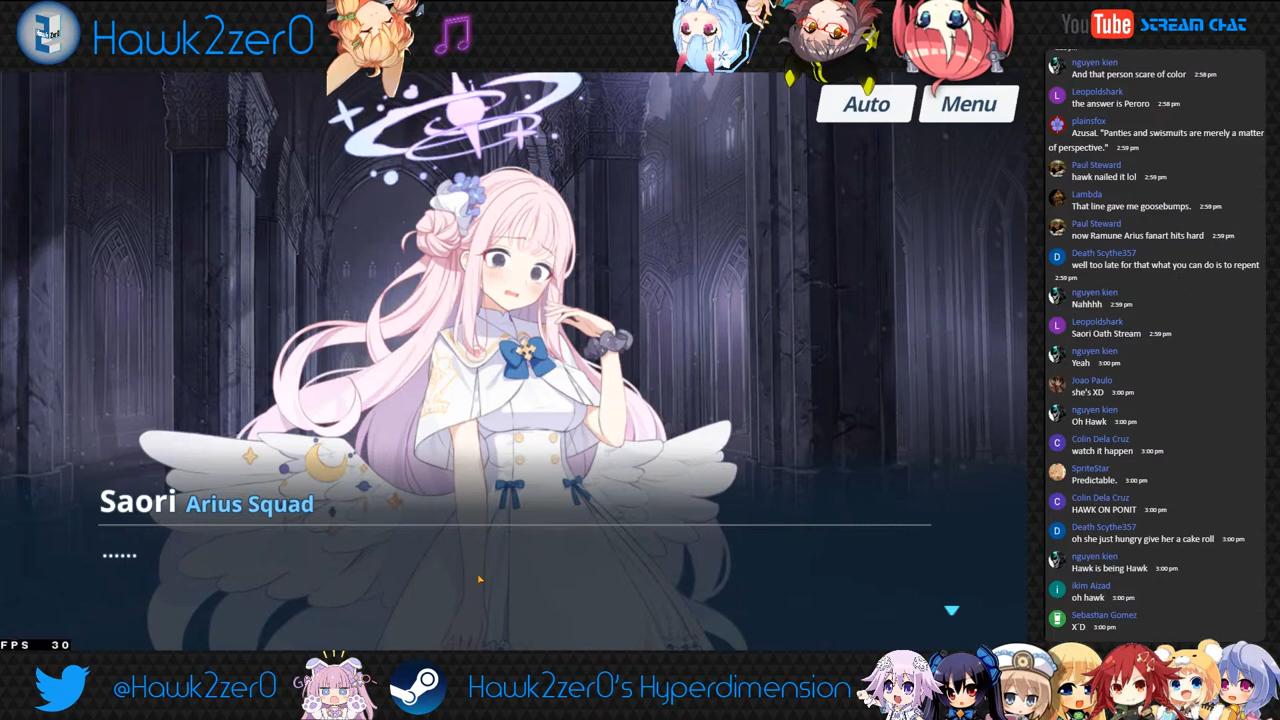 Hawk2zer0
YouTube STREAM CHAT
Auto
Menu
nguyen kien
And that person scare of color 2:58 pm
L
Leopoldshark
the answer is Peroro 2:58 pm
plainsfox
AzusaL "Panties and swismuits are merely a matter
of perspective." 2:59 pm
Paul Steward
hawk nailed it lol 2:59 pm
Lambda
That line gave me goosebumps. 2:59 pm
Paul Steward
now Ramune Arius fanart hits hard 2:59 pm
D
Death Scythe357
well too late for that what you can do is to repent
2:59 pm
nguyen kien
Nahhhh 2:59 pm
L
Leopoldshark
Saori Oath Stream 2:59 pm
nguyen kien
Yeah 3:00 pm
Joao Paulo
she's XD 3:00 pm
nguyen kien
Oh Hawk 3:00 pm
C
Colin Dela Cruz
watch it happen 3:00 pm
SpriteStar
Predictable. 3:00 pm
C
Colin Dela Cruz
HAWK ON PONIT 3:00 pm
D
Death Scythe357
oh she just hungry give her a cake roll 3:00 pm
nguyen kien
Hawk is being Hawk 3:00 pm
i
ikim Aizad
oh hawk 3:00 pm
Sebastian Gomez
X´D 3:00 pm
Saori Arius Squad
......
FPS 30
@Hawk2zer0
Hawk2zer0's Hyperdimension